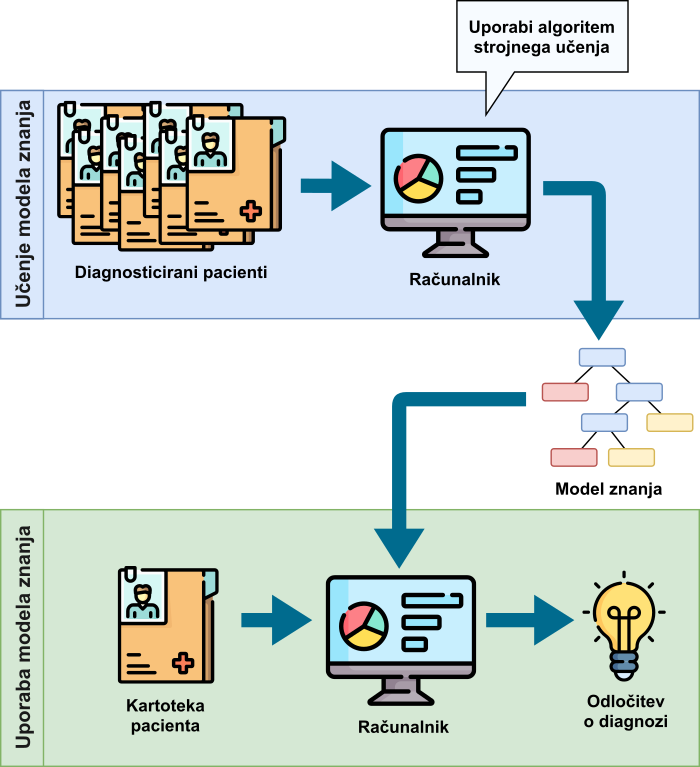 Uporabi algoritem
strojnega učenja
Učenje modela znanja
Diagnosticirani pacienti
Računalnik
Model znanja
Uporaba modela znanja
Kartoteka
pacienta
Računalnik
Odločitev
o diagnozi